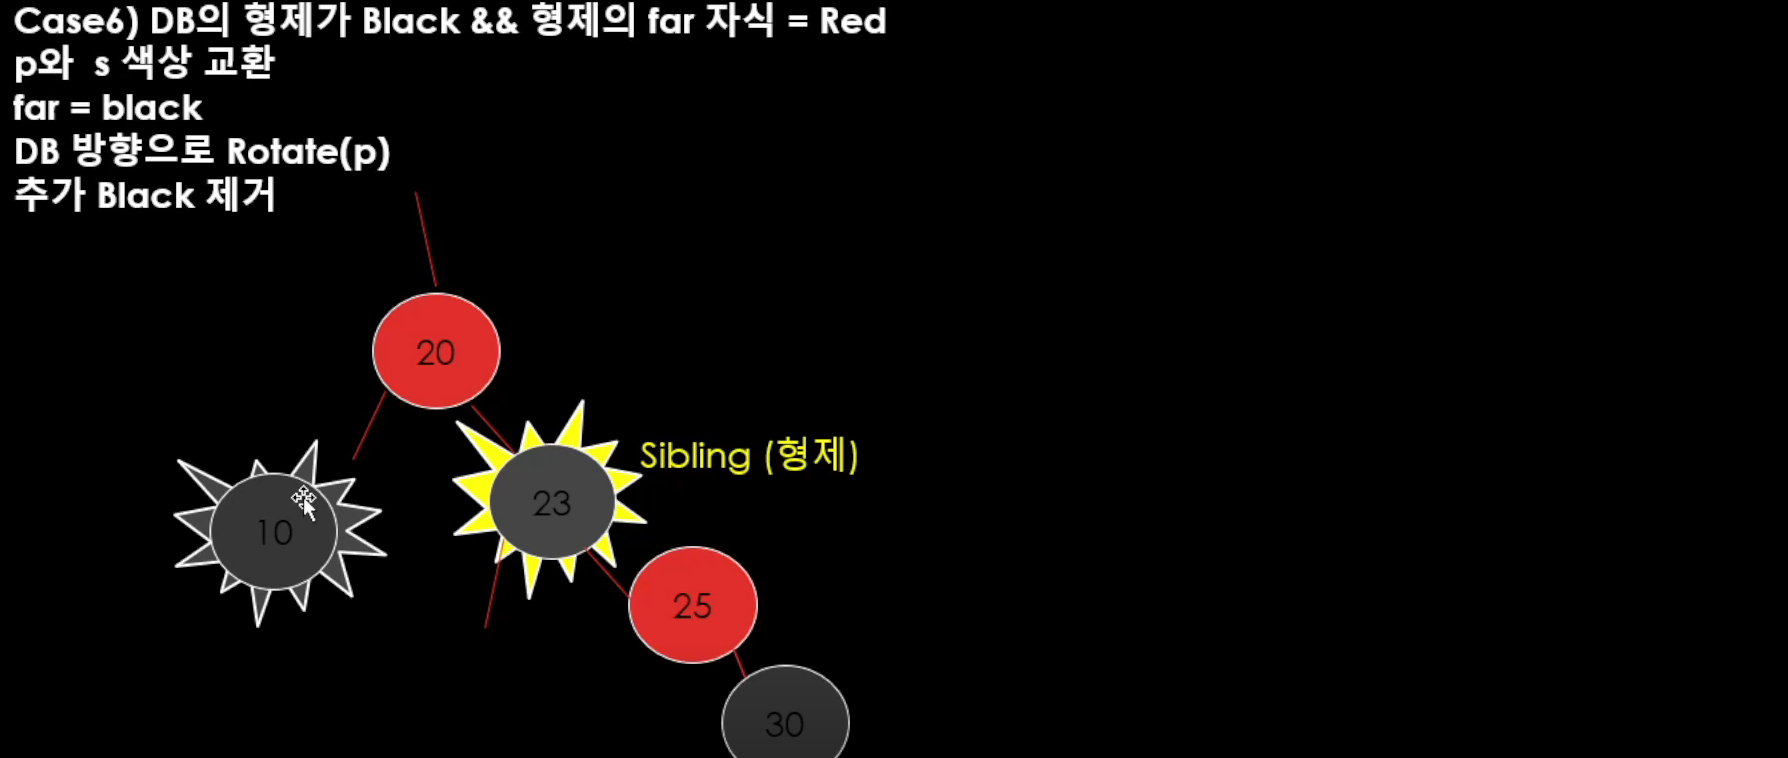 Case6) DB의 형제가 Black && 형제의 far 자식 = Red
p와 s 색상 교환
far = black
DB 방향으로 Rotate(p)
추가 Black 제거
20
Sibling (형제)
23
10
25
30